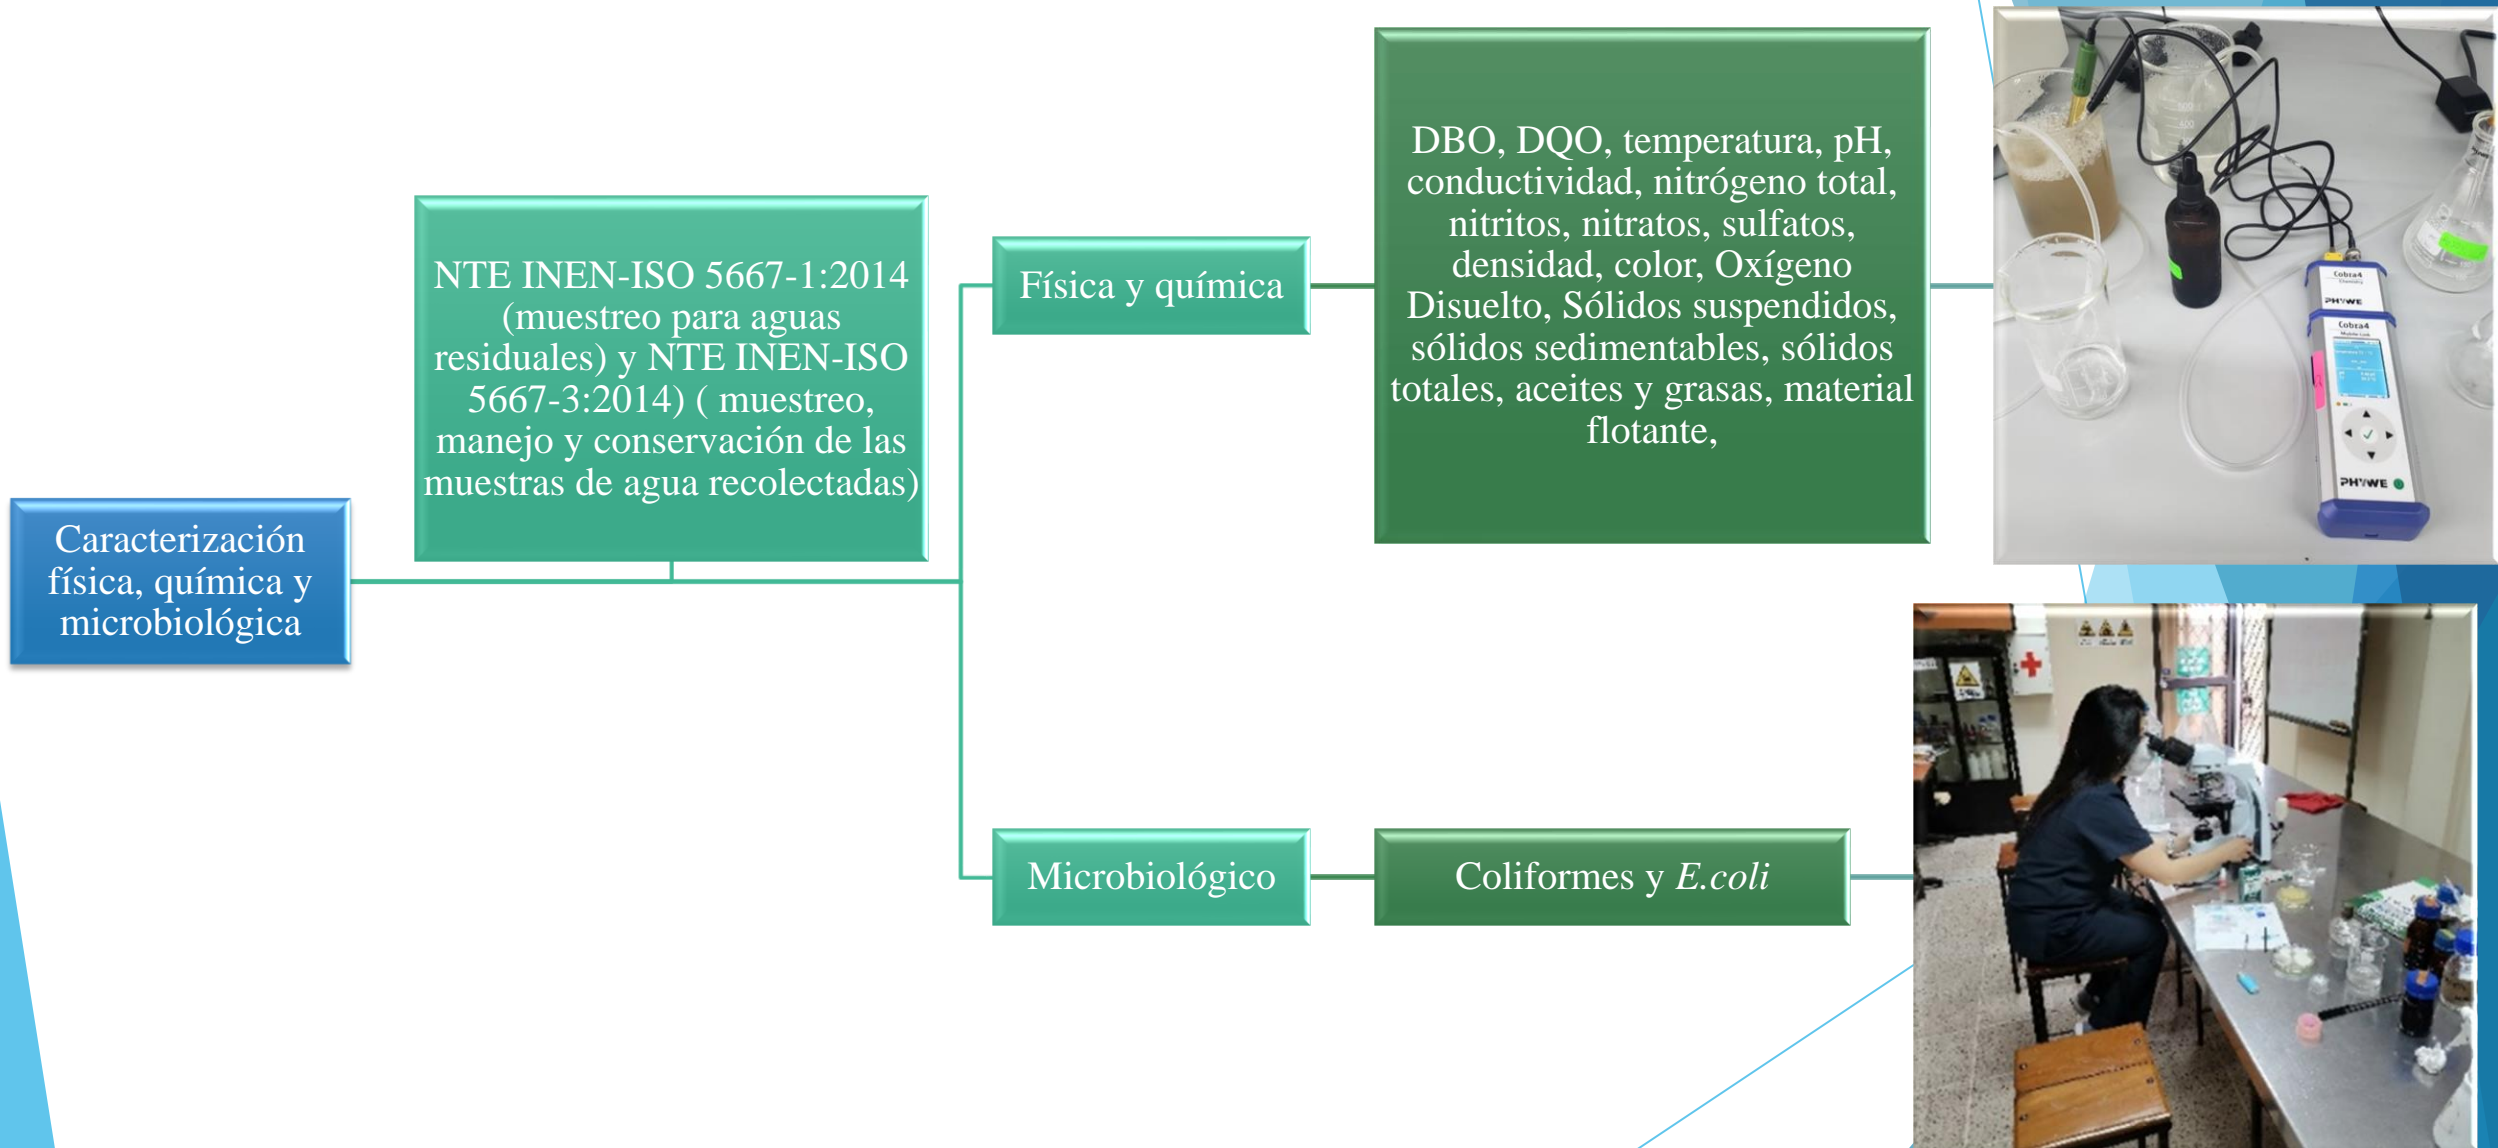 Caracterización
física, química y
microbiológica
NTE INEN-ISO 5667-1:2014
(muestreo para aguas
residuales) y NTE INEN-ISO
5667-3:2014) ( muestreo,
manejo y conservación de las
muestras de agua recolectadas)
Física y química
DBO, DQO, temperatura, pH,
conductividad, nitrógeno total,
nitritos, nitratos, sulfatos,
densidad, color, Oxígeno
Disuelto, Sólidos suspendidos,
sólidos sedimentables, sólidos
totales, aceites y grasas, material
flotante,
Microbiológico
Coliformes y E.coli
Cobra4
Chemistry
PHYWE
Cobra4
Mobile-Link
PHYWE